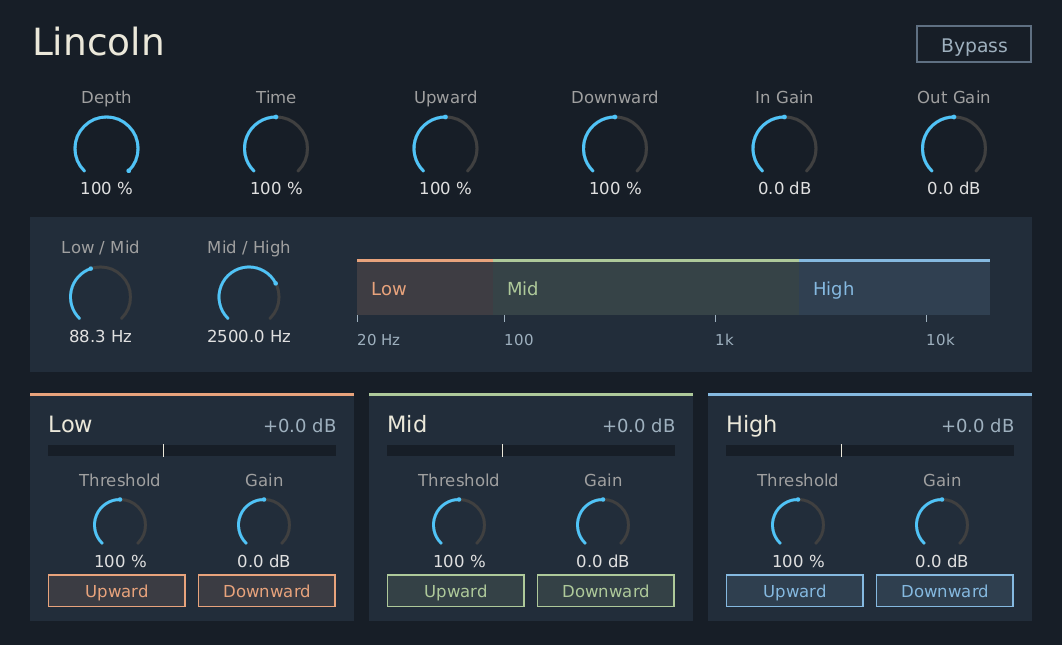 Lincoln
Bypass
Depth Time Upward Downward In Gain Out Gain
100 % 100 % 100 % 100 % 0.0 dB 0.0 dB
Low / Mid Mid / High
88.3 Hz 2500.0 Hz
Low Mid High
20 Hz 100 1k 10k
Low +0.0 dB
Threshold Gain
100 % 0.0 dB
Upward Downward
Mid +0.0 dB
Threshold Gain
100 % 0.0 dB
Upward Downward
High +0.0 dB
Threshold Gain
100 % 0.0 dB
Upward Downward